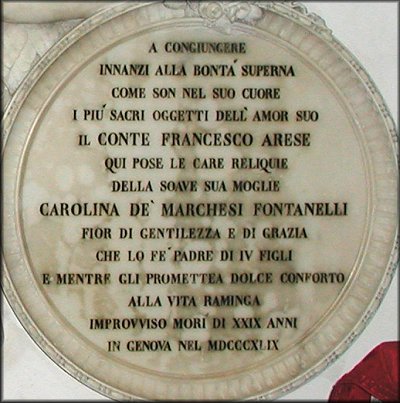 A CONGIUNGERE
INNANZI ALLA BONTA' SUPERNA
COME SON NEL SUO CUORE
I PIU' SACRI OGGETTI DELL' AMOR SUO
IL CONTE FRANCESCO ARESE
QUI POSE LE CARE RELIQUIE
DELLA SOAVE SUA MOGLIE
CAROLINA DE' MARCHESI FONTANELLI
FIOR DI GENTILEZZA E DI GRAZIA
CHE LO FE' PADRE DI IV FIGLI
E MENTRE GLI PROMETTEA DOLCE CONFORTO
ALLA VITA RAMINGA
IMPROVVISO MORI' DI XXIX ANNI
IN GENOVA NEL MDCCCXLIX